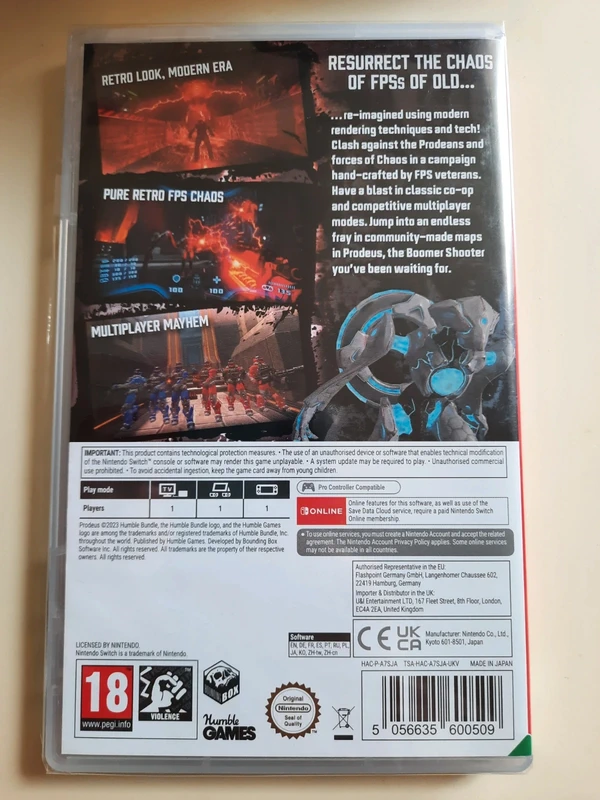 RETRO LOOK, MODERN ERA
PURE RETRO FPS CHAOS
100
100
MULTIPLAYER MAYHEM
RESURRECT THE CHAOS
OF FPSs OF OLD...
...re-imagined using modern
rendering techniques and tech!
Clash against the Prodeans and
forces of Chaos in a campaign
hand-crafted by FPS veterans.
Have a blast in classic co-op
and competitive multiplayer
modes. Jump into an endless
fray in community-made maps
in Prodeus, the Boomer Shooter
you've been waiting for.
IMPORTANT: This product contains technological protection measures. • The use of an unauthorised device or software that enables technical modification
of the Nintendo Switch™ console or software may render this game unplayable. • A system update may be required to play. • Unauthorised commercial
use prohibited. • To avoid accidental ingestion, keep the game card away from young children.
Play mode
TV
Players 1 1 1
Pro Controller Compatible
ONLINE
Online features for this software, as well as use of the
Save Data Cloud service, require a paid Nintendo Switch
Online membership.
• To use online services, you must create a Nintendo Account and accept the related
agreement. The Nintendo Account Privacy Policy applies. Some online services
may not be available in all countries.
Prodeus ©2023 Humble Bundle, the Humble Bundle logo, and the Humble Games
logo are among the trademarks and/or registered trademarks of Humble Bundle, Inc.
throughout the world. Published by Humble Games. Developed by Bounding Box
Software Inc. All rights reserved. All trademarks are the property of their respective
owners. All rights reserved.
Authorised Representative in the EU:
Flashpoint Germany GmbH, Langenhorner Chaussee 602,
22419 Hamburg, Germany
Importer & Distributor in the UK:
U&I Entertainment LTD, 167 Fleet Street, 8th Floor, London,
EC4A 2EA, United Kingdom
LICENSED BY NINTENDO.
Nintendo Switch is a trademark of Nintendo.
Software
EN, DE, FR, ES, PT, RU, PL,
JA, KO, ZH-tw, ZH-cn
CE UK
CA
Manufacturer: Nintendo Co., Ltd.,
Kyoto 601-8501, Japan
HAC-P-A7SJA TSA-HAC-A7SJA-UKV MADE IN JAPAN
18
www.pegi.info
VIOLENCE
BOX
Humble
GAMES
Original
Nintendo
Seal of
Quality
5 056635 600509